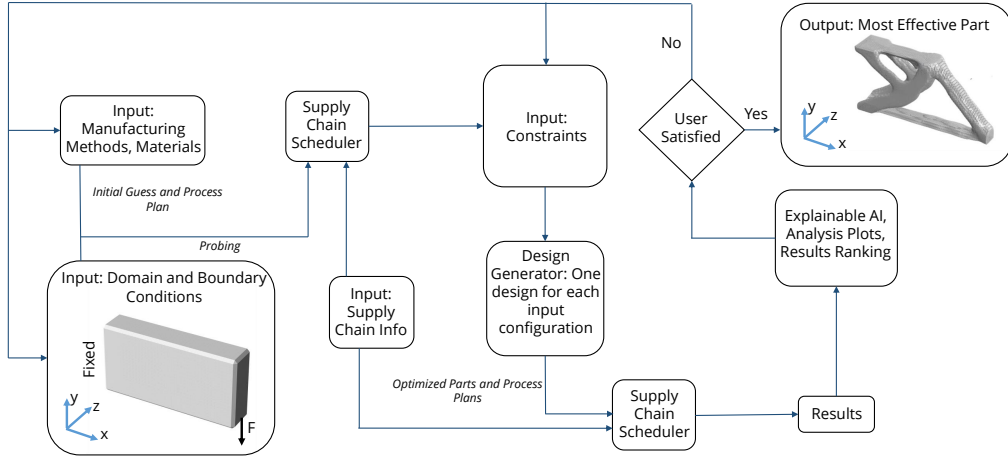 Input:
Manufacturing
Methods, Materials
Initial Guess and Process
Plan
Probing
Input: Domain and Boundary
Conditions
Fixed
y
z
x
F
Supply
Chain
Scheduler
Input:
Supply
Chain Info
Input:
Constraints
Design
Generator: One
design for each
input
configuration
Optimized Parts and Process
Plans
Supply
Chain
Scheduler
Results
Explainable AI,
Analysis Plots,
Results Ranking
User
Satisfied
No
Yes
Output: Most Effective Part
y
z
x